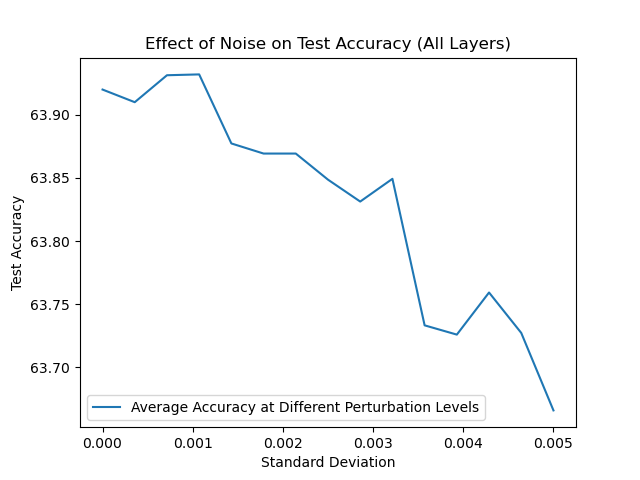 Effect of Noise on Test Accuracy (All Layers)
63.90
63.85
63.80
63.75
63.70
Test Accuracy
Average Accuracy at Different Perturbation Levels
0.000 0.001 0.002 0.003 0.004 0.005
Standard Deviation